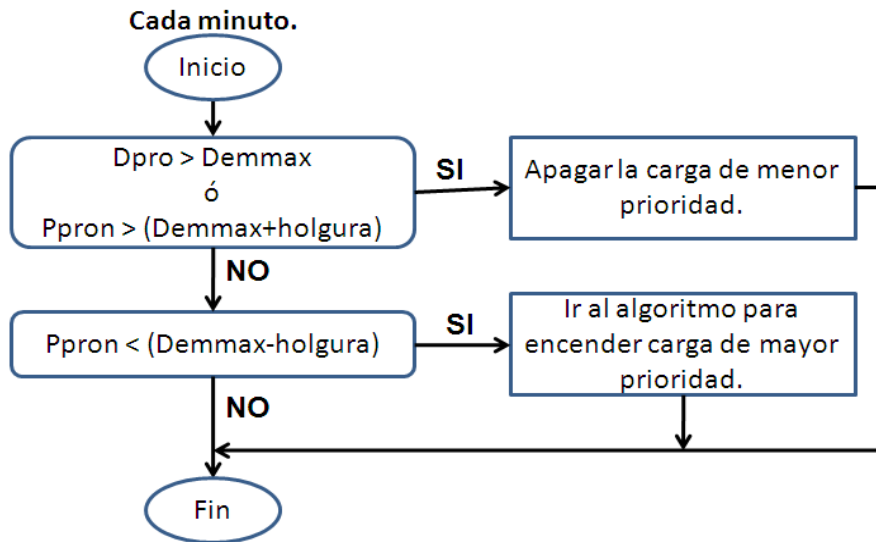 Cada minuto.
Inicio
Dpro > Demmax
ó
Ppron > (Demmax+holgura)
SI
Apagar la carga de menor
prioridad.
NO
Ppron < (Demmax-holgura)
SI
Ir al algoritmo para
encender carga de mayor
prioridad.
NO
Fin